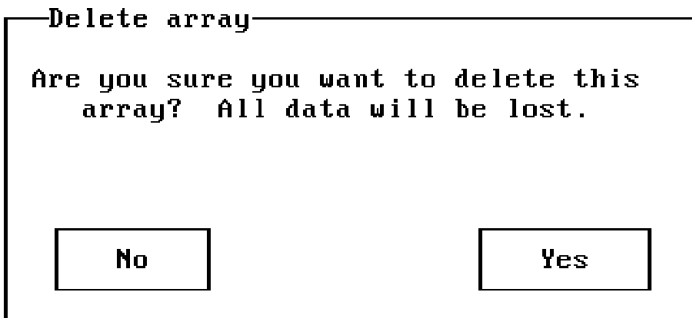 Delete array
Are you sure you want to delete this
array?  All data will be lost.
No
Yes